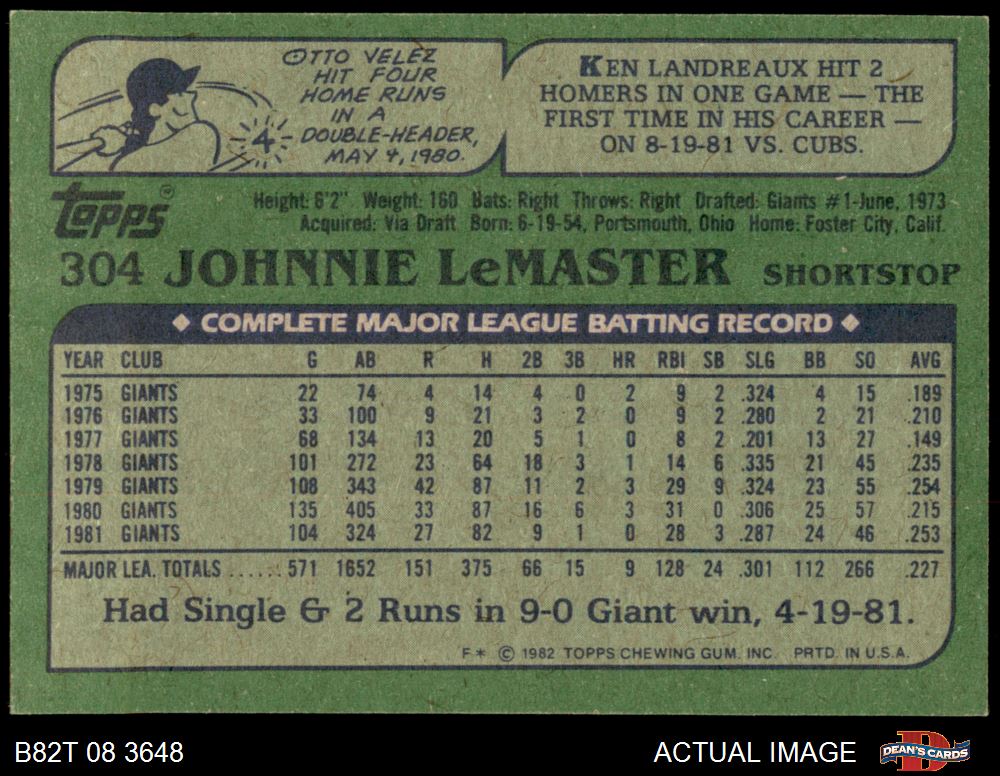 OTTO VELEZ
HIT FOUR
HOME RUNS
IN A
DOUBLE-HEADER,
MAY 4, 1980.
4
KEN LANDREAUX HIT 2
HOMERS IN ONE GAME — THE
FIRST TIME IN HIS CAREER —
ON 8-19-81 VS. CUBS.
Topps®
Height: 6'2" Weight: 160 Bats: Right Throws: Right Drafted: Giants #1-June, 1973
Acquired: Via Draft Born: 6-19-54, Portsmouth, Ohio Home: Foster City, Calif.
304 JOHNNIE LeMASTER SHORTSTOP
◆ COMPLETE MAJOR LEAGUE BATTING RECORD ◆
YEAR CLUB G AB R H 2B 3B HR RBI SB SLG BB SO AVG
1975 GIANTS 22 74 4 14 4 0 2 9 2 .324 4 15 .189
1976 GIANTS 33 100 9 21 3 2 0 9 2 .280 2 21 .210
1977 GIANTS 68 134 13 20 5 1 0 8 2 .201 13 27 .149
1978 GIANTS 101 272 23 64 18 3 1 14 6 .335 21 45 .235
1979 GIANTS 108 343 42 87 11 2 3 29 9 .324 23 55 .254
1980 GIANTS 135 405 33 87 16 6 3 31 0 .306 25 57 .215
1981 GIANTS 104 324 27 82 9 1 0 28 3 .287 24 46 .253
MAJOR LEA. TOTALS ...... 571 1652 151 375 66 15 9 128 24 .301 112 266 .227
Had Single & 2 Runs in 9-0 Giant win, 4-19-81.
F* © 1982 TOPPS CHEWING GUM. INC. PRTD. IN U.S.A.
B82T 08 3648 ACTUAL IMAGE DEAN'S CARDS